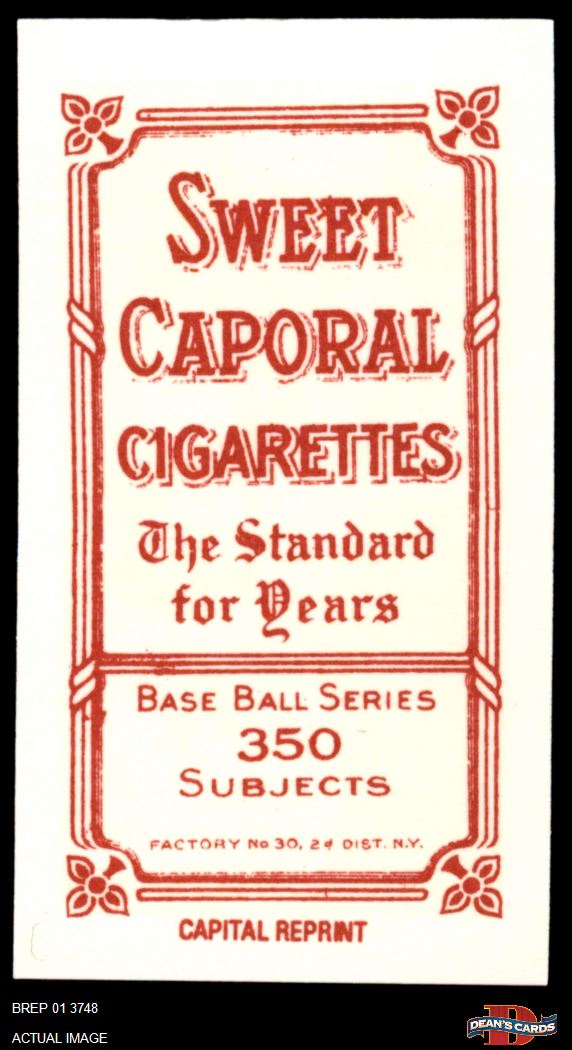 SWEET
CAPORAL
CIGARETTES
The Standard
for Years
BASE BALL SERIES
350
SUBJECTS
FACTORY No 30, 2d DIST. N.Y.
CAPITAL REPRINT
BREP 01 3748
ACTUAL IMAGE
D
DEAN'S CARDS